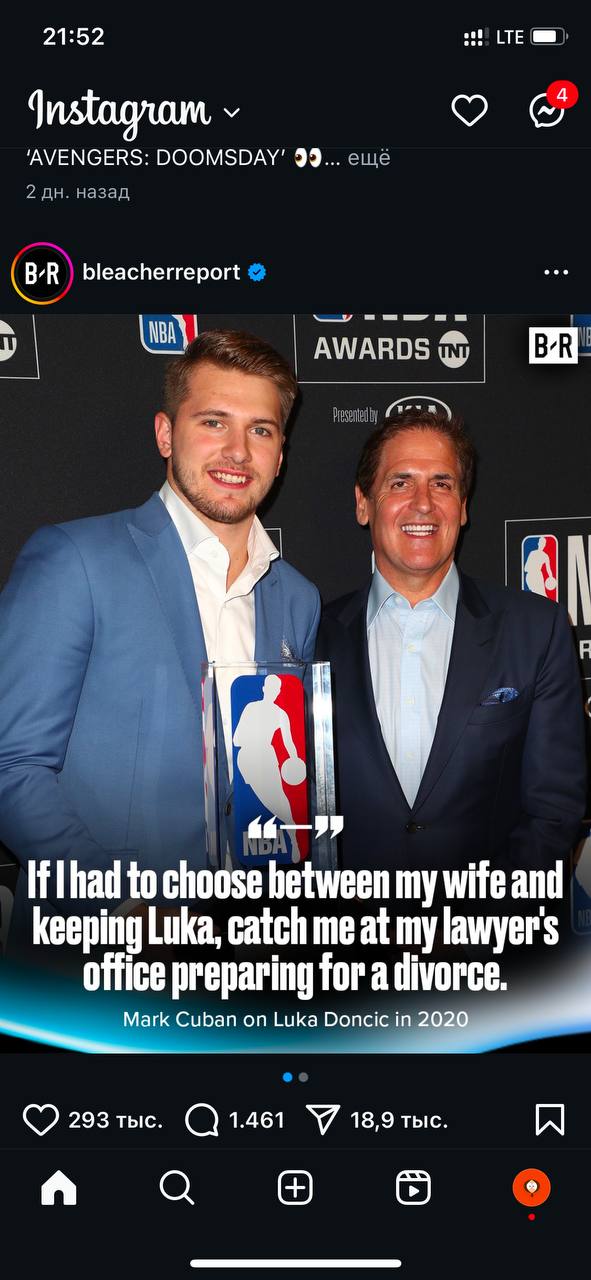 21:52
LTE
Instagram
4
‘AVENGERS: DOOMSDAY’ 👀... ещё
2 дн. назад
B/R
bleacherreport
NBA
AWARDS TNT
B/R
Presented by KIA
NBA
“—”
If I had to choose between my wife and
keeping Luka, catch me at my lawyer's
office preparing for a divorce.
Mark Cuban on Luka Doncic in 2020
293 тыс.
1.461
18,9 тыс.